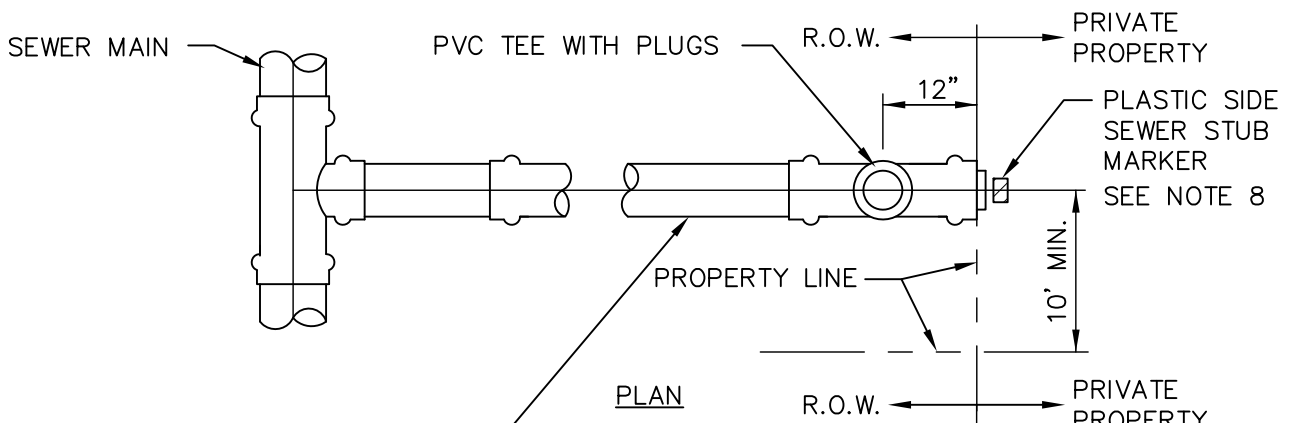 SEWER MAIN
PVC TEE WITH PLUGS
R.O.W.
PRIVATE
PROPERTY
12"
PLASTIC SIDE
SEWER STUB
MARKER
SEE NOTE 8
10' MIN.
PROPERTY LINE
PLAN
R.O.W.
PRIVATE
PROPERTY